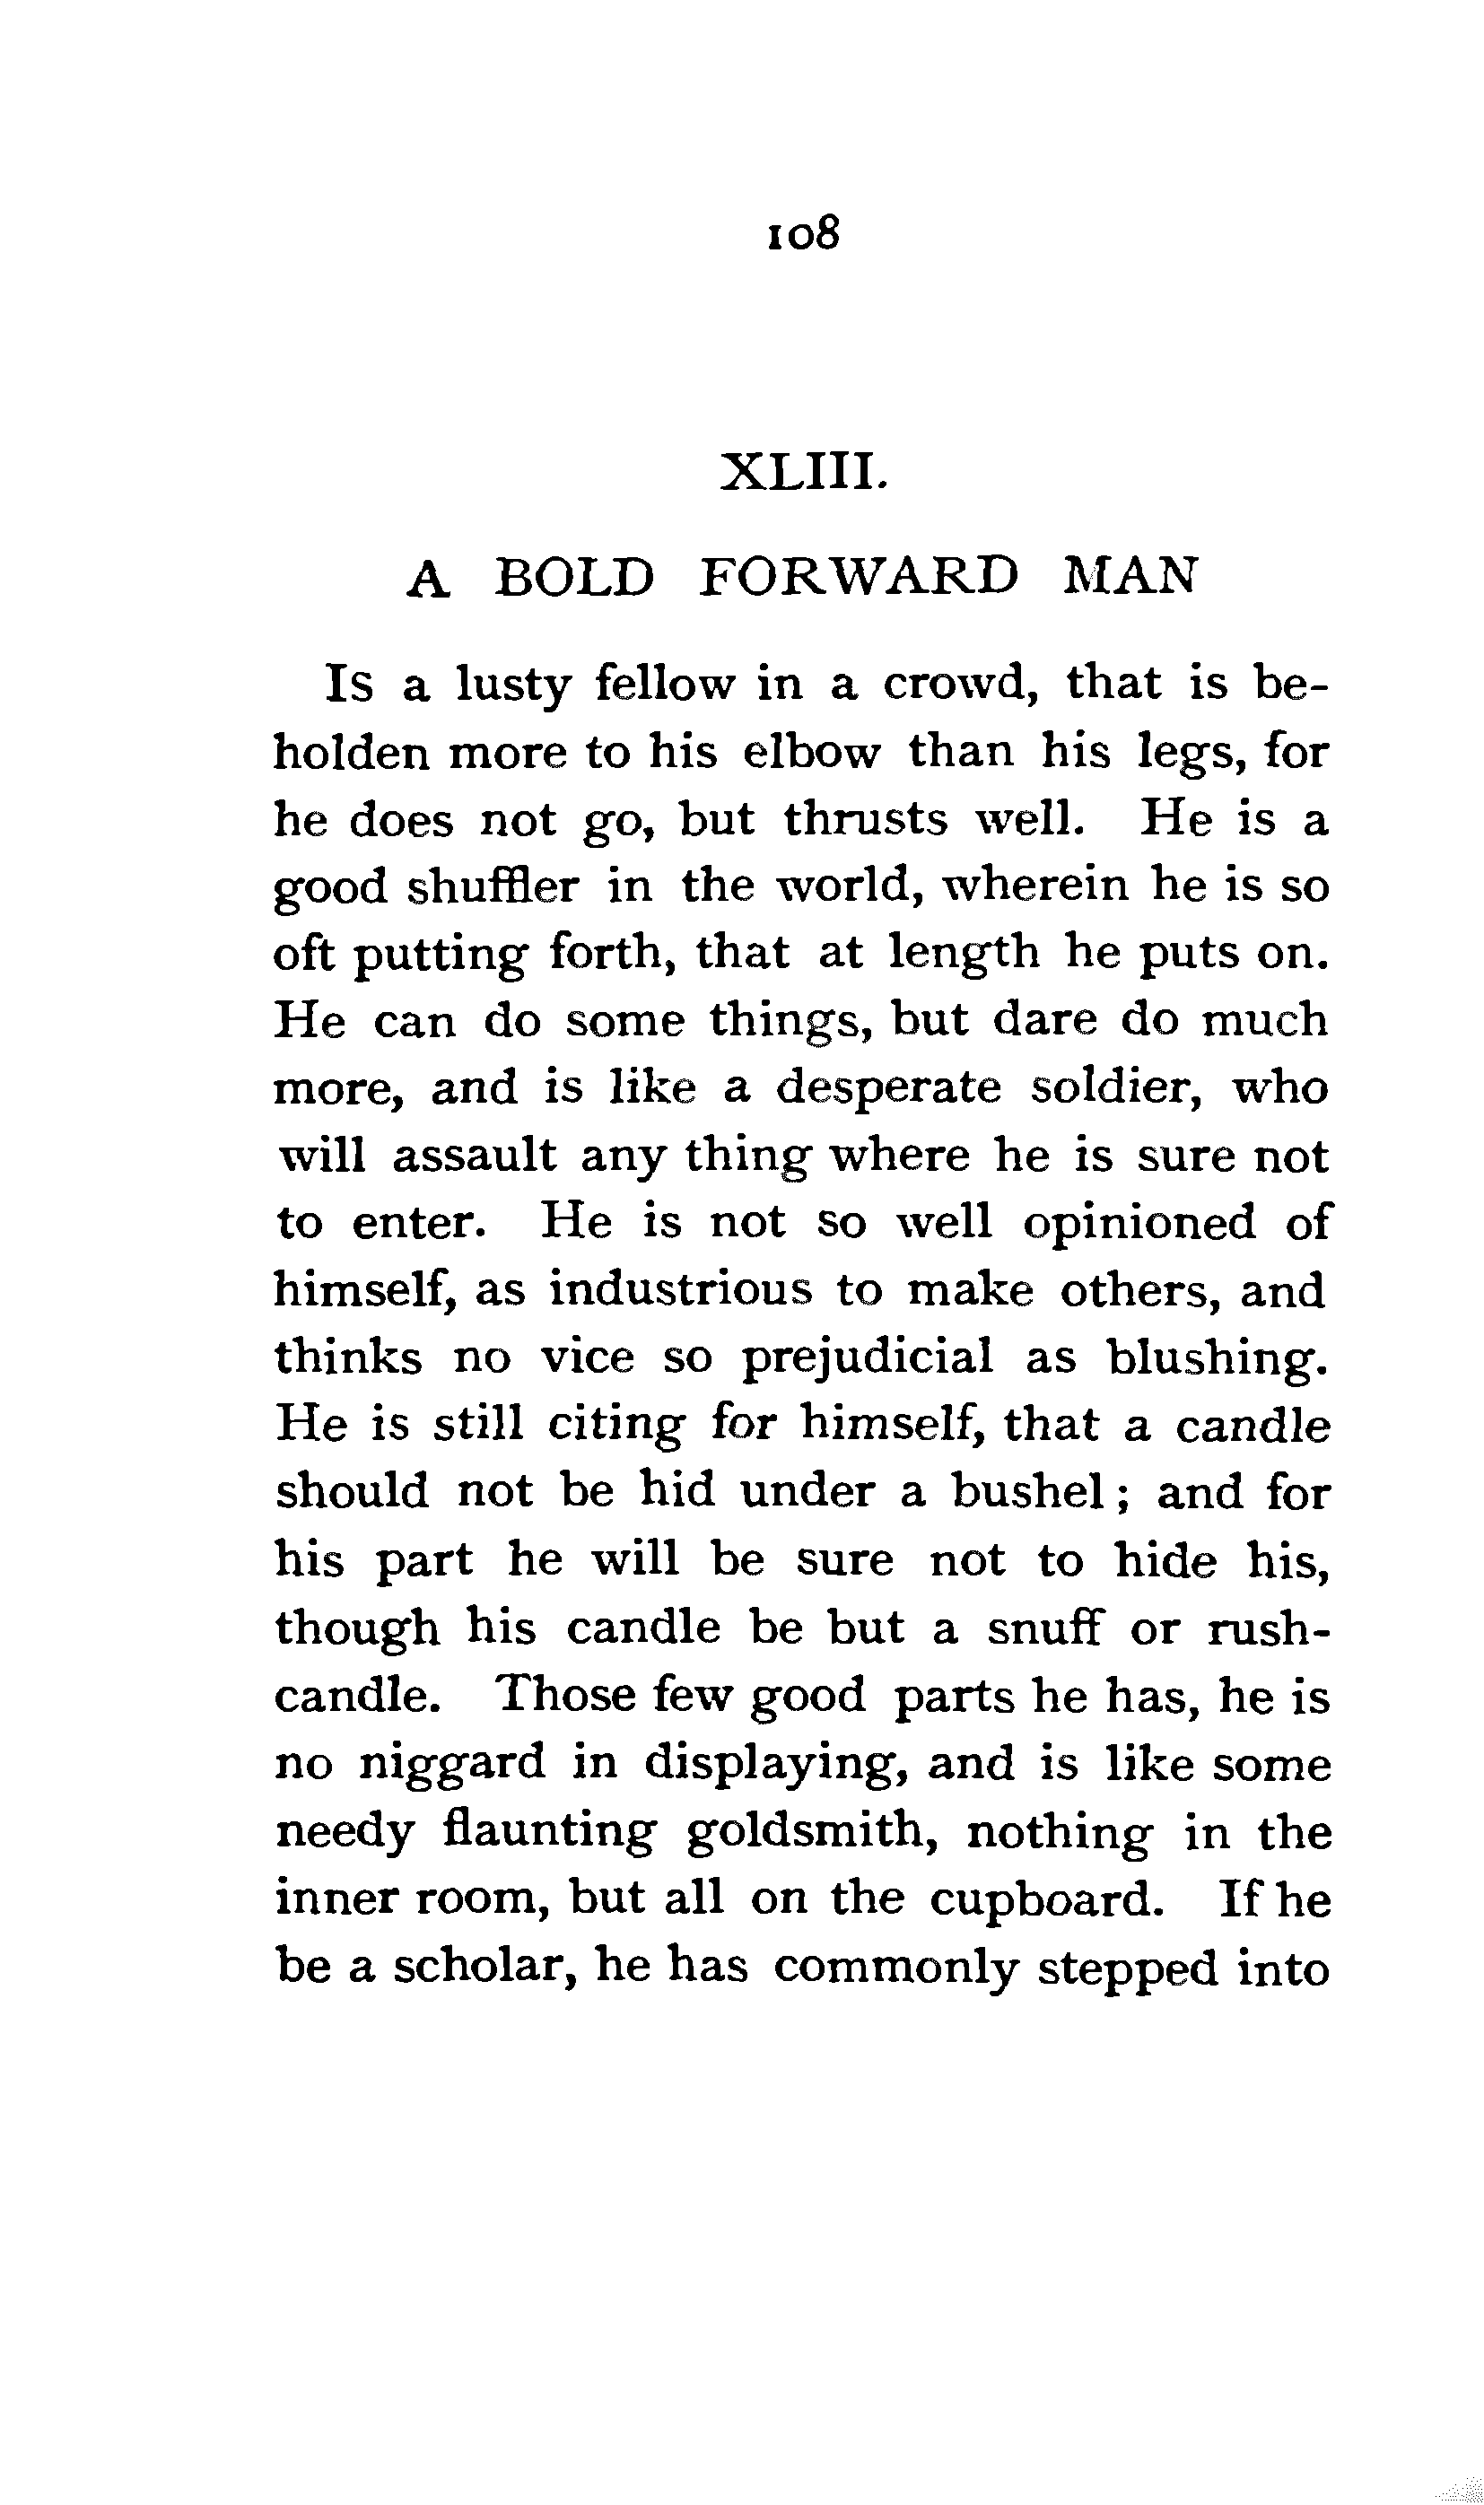 108
XLIII.
A BOLD FORWARD MAN
Is a lusty fellow in a crowd, that is be-
holden more to his elbow than his legs, for
he does not go, but thrusts well. He is a
good shuffler in the world, wherein he is so
oft putting forth, that at length he puts on.
He can do some things, but dare do much
more, and is like a desperate soldier, who
will assault any thing where he is sure not
to enter. He is not so well opinioned of
himself, as industrious to make others, and
thinks no vice so prejudicial as blushing.
He is still citing for himself, that a candle
should not be hid under a bushel; and for
his part he will be sure not to hide his,
though his candle be but a snuff or rush-
candle. Those few good parts he has, he is
no niggard in displaying, and is like some
needy flaunting goldsmith, nothing in the
inner room, but all on the cupboard. If he
be a scholar, he has commonly stepped into